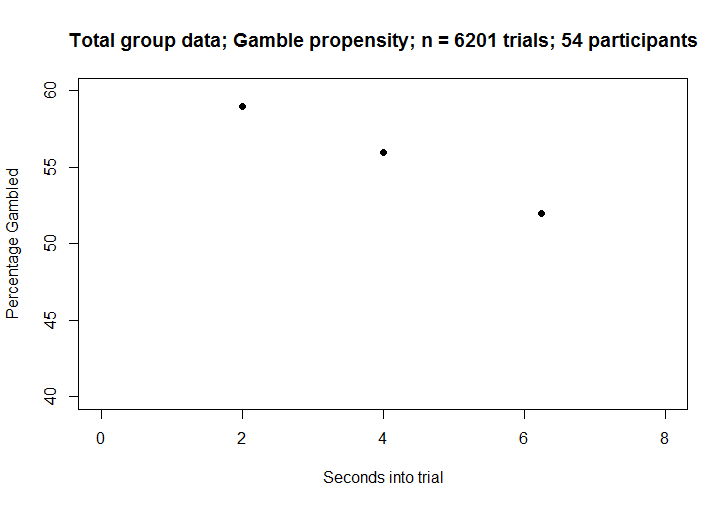 Total group data; Gamble propensity; n = 6201 trials; 54 participants
Percentage Gambled
60
55
50
45
40
0 2 4 6 8
Seconds into trial